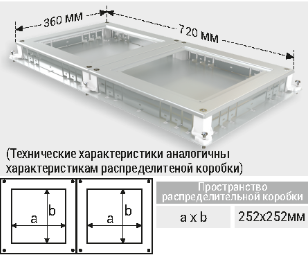 360 мм
720 мм
(Технические характеристики аналогичны
характеристикам распределитеной коробки)
Пространство
распределительной коробки
a x b
252x252мм
b
a
b
a